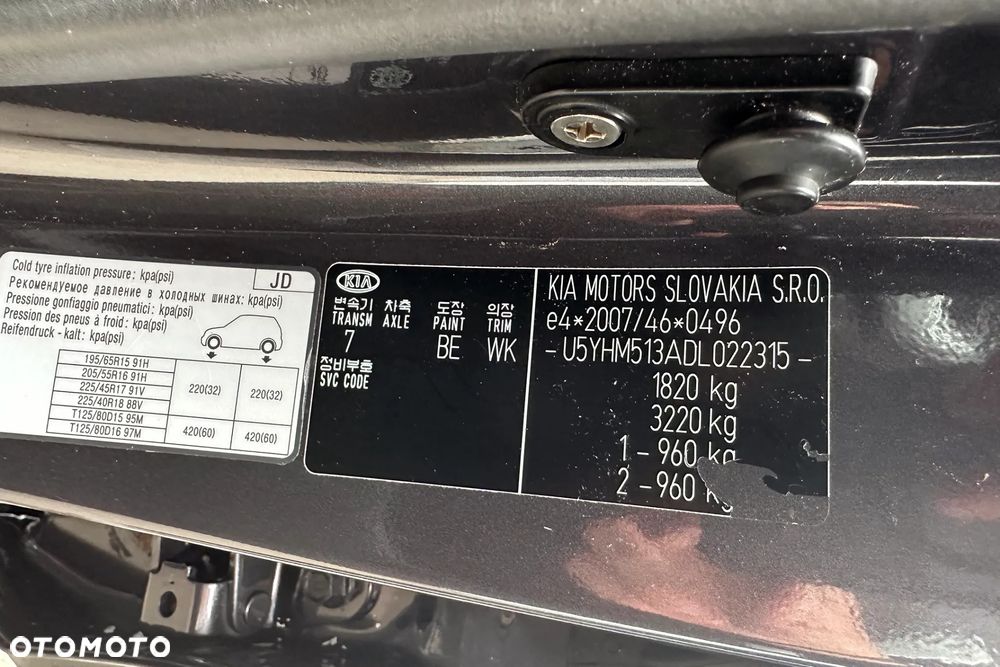 Cold tyre inflation pressure : kpa(psi)
JD
Рекомендуемое давление в холодных шинах: kpa(psi)
Pressione gonfiaggio pneumatici : kpa(psi)
Pression des pneus à froid : kpa(psi)
Reifendruck - kalt : kpa(psi)
195/65R15 91H
205/55R16 91H
225/45R17 91V
225/40R18 88V
220(32) 220(32)
T125/80D15 95M
T125/80D16 97M
420(60) 420(60)
KIA
변속기 차축 도장 의장
TRANSM AXLE PAINT TRIM
7 BE WK
정비부호
SVC CODE
KIA MOTORS SLOVAKIA S.R.O.
e4*2007/46*0496
- U5YHM513ADL022315 -
1820 kg
3220 kg
1 - 960 kg
2 - 960 kg
OTOMOTO